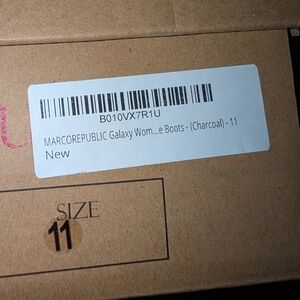 B010VX7R1U
MARCOREPUBLIC Galaxy Wom...e Boots - (Charcoal) - 11
New
SIZE
11